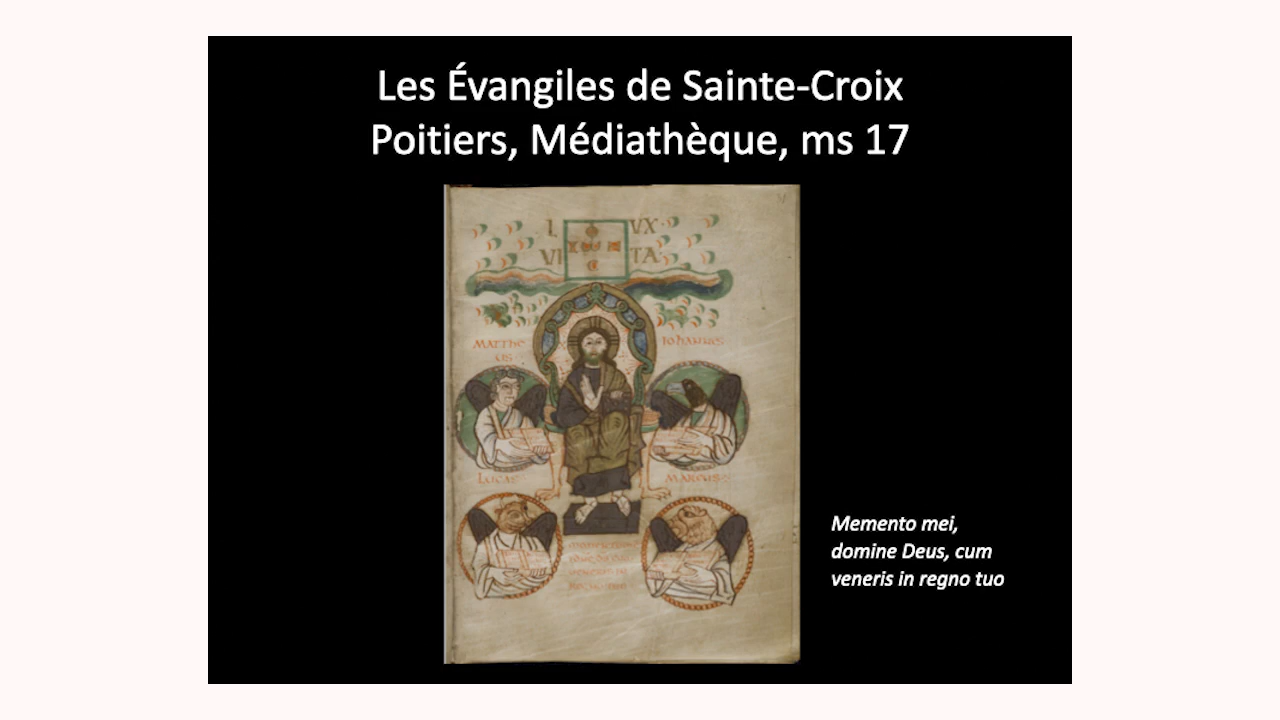 Les Évangiles de Sainte-Croix
Poitiers, Médiathèque, ms 17
L VX
VI TA
MATTHE
US
IOHANNES
LUCAS
MARCUS
Memento mei,
domine Deus, cum
veneris in regno tuo